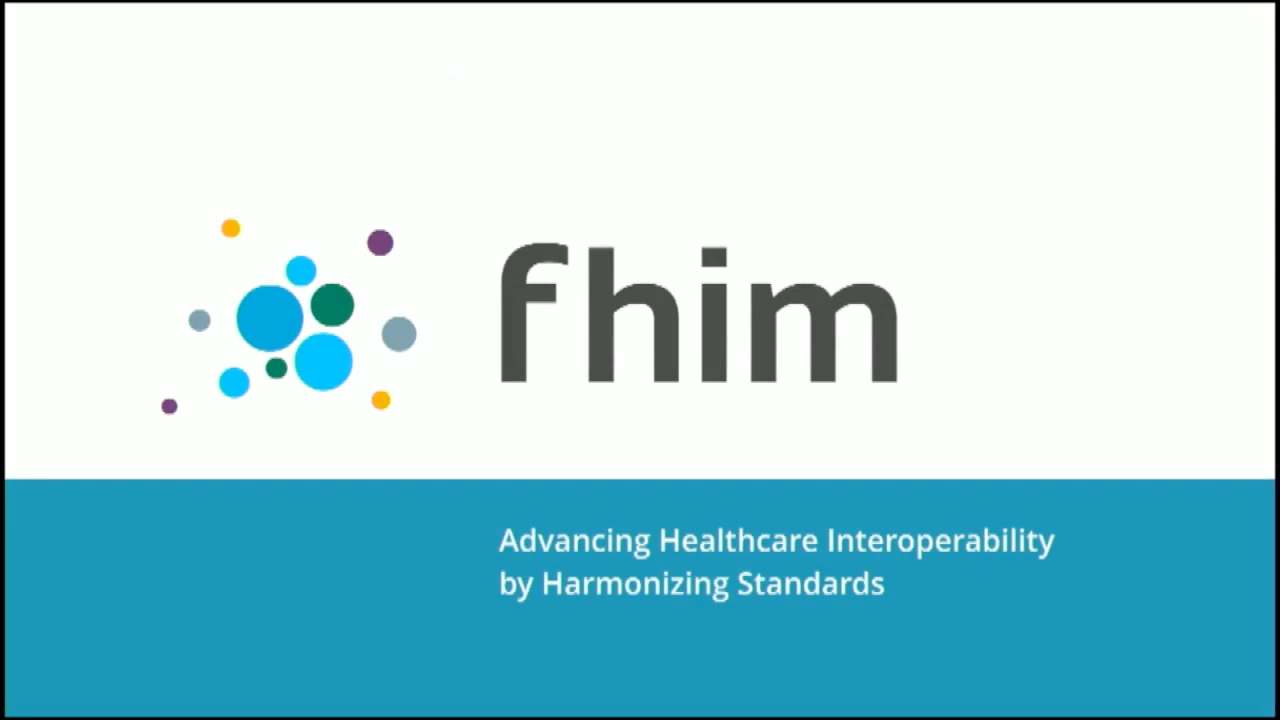 fhim
Advancing Healthcare Interoperability
by Harmonizing Standards